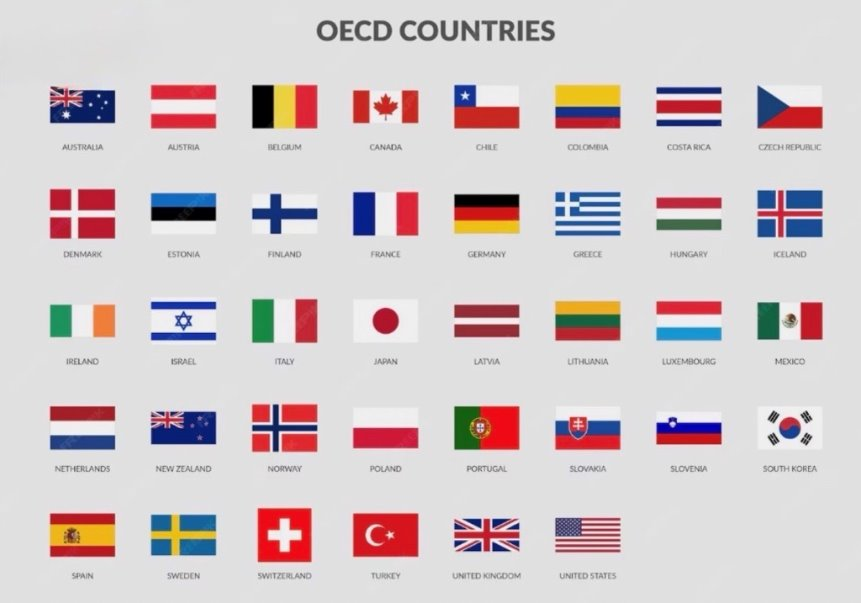 OECD COUNTRIES
AUSTRALIA AUSTRIA BELGIUM CANADA CHILE COLOMBIA COSTA RICA CZECH REPUBLIC
DENMARK ESTONIA FINLAND FRANCE GERMANY GREECE HUNGARY ICELAND
IRELAND ISRAEL ITALY JAPAN LATVIA LITHUANIA LUXEMBOURG MEXICO
NETHERLANDS NEW ZEALAND NORWAY POLAND PORTUGAL SLOVAKIA SLOVENIA SOUTH KOREA
SPAIN SWEDEN SWITZERLAND TURKEY UNITED KINGDOM UNITED STATES